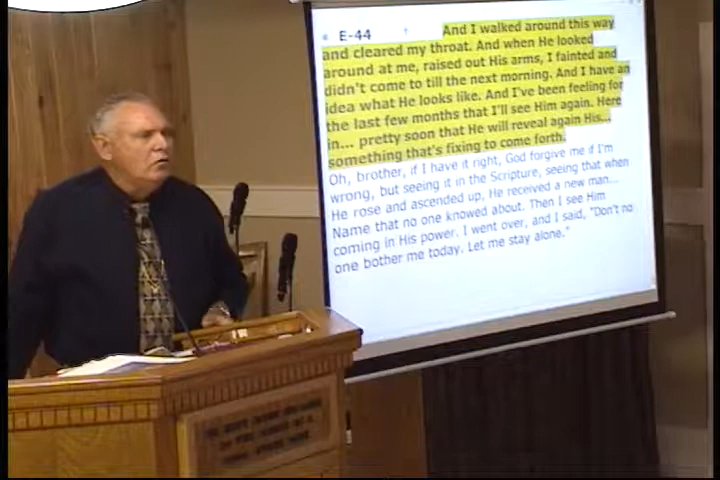 E-44 And I walked around this way
and cleared my throat. And when He looked
around at me, raised out His arms, I fainted and
didn't come to till the next morning. And I have an
idea what He looks like. And I've been feeling for
the last few months that I'll see Him again. Here
in... pretty soon that He will reveal again His...
something that's fixing to come forth.
Oh, brother, if I have it right, God forgive me if I'm
wrong, but seeing it in the Scripture, seeing that when
He rose and ascended up, He received a new man...
Name that no one knowed about. Then I see Him
coming in His power. I went over, and I said, "Don't no
one bother me today. Let me stay alone."